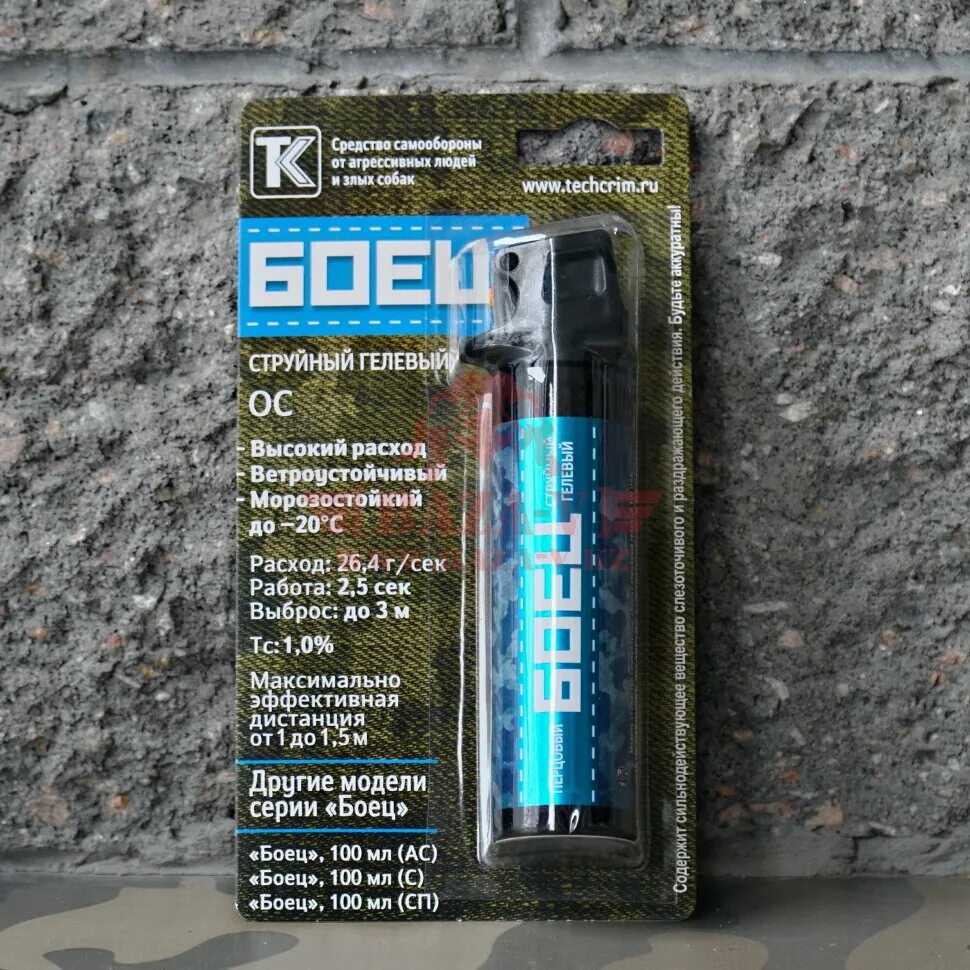 ТК
Средство самообороны
от агрессивных людей
и злых собак
www.techcrim.ru
БОЕЦ
СТРУЙНЫЙ ГЕЛЕВЫЙ
ОС
- Высокий расход
- Ветроустойчивый
- Морозостойкий
до −20°С
Расход: 26,4 г/сек
Работа: 2,5 сек
Выброс: до 3 м
Тс: 1,0%
Максимально
эффективная
дистанция
от 1 до 1,5 м
Другие модели
серии «Боец»
«Боец», 100 мл (АС)
«Боец», 100 мл (С)
«Боец», 100 мл (СП)
ПЕРЦОВЫЙ
БОЕЦ
СТРУЙНЫЙ
ГЕЛЕВЫЙ
Содержит сильнодействующее вещество слезоточивого и раздражающего действия. Будьте аккуратны!